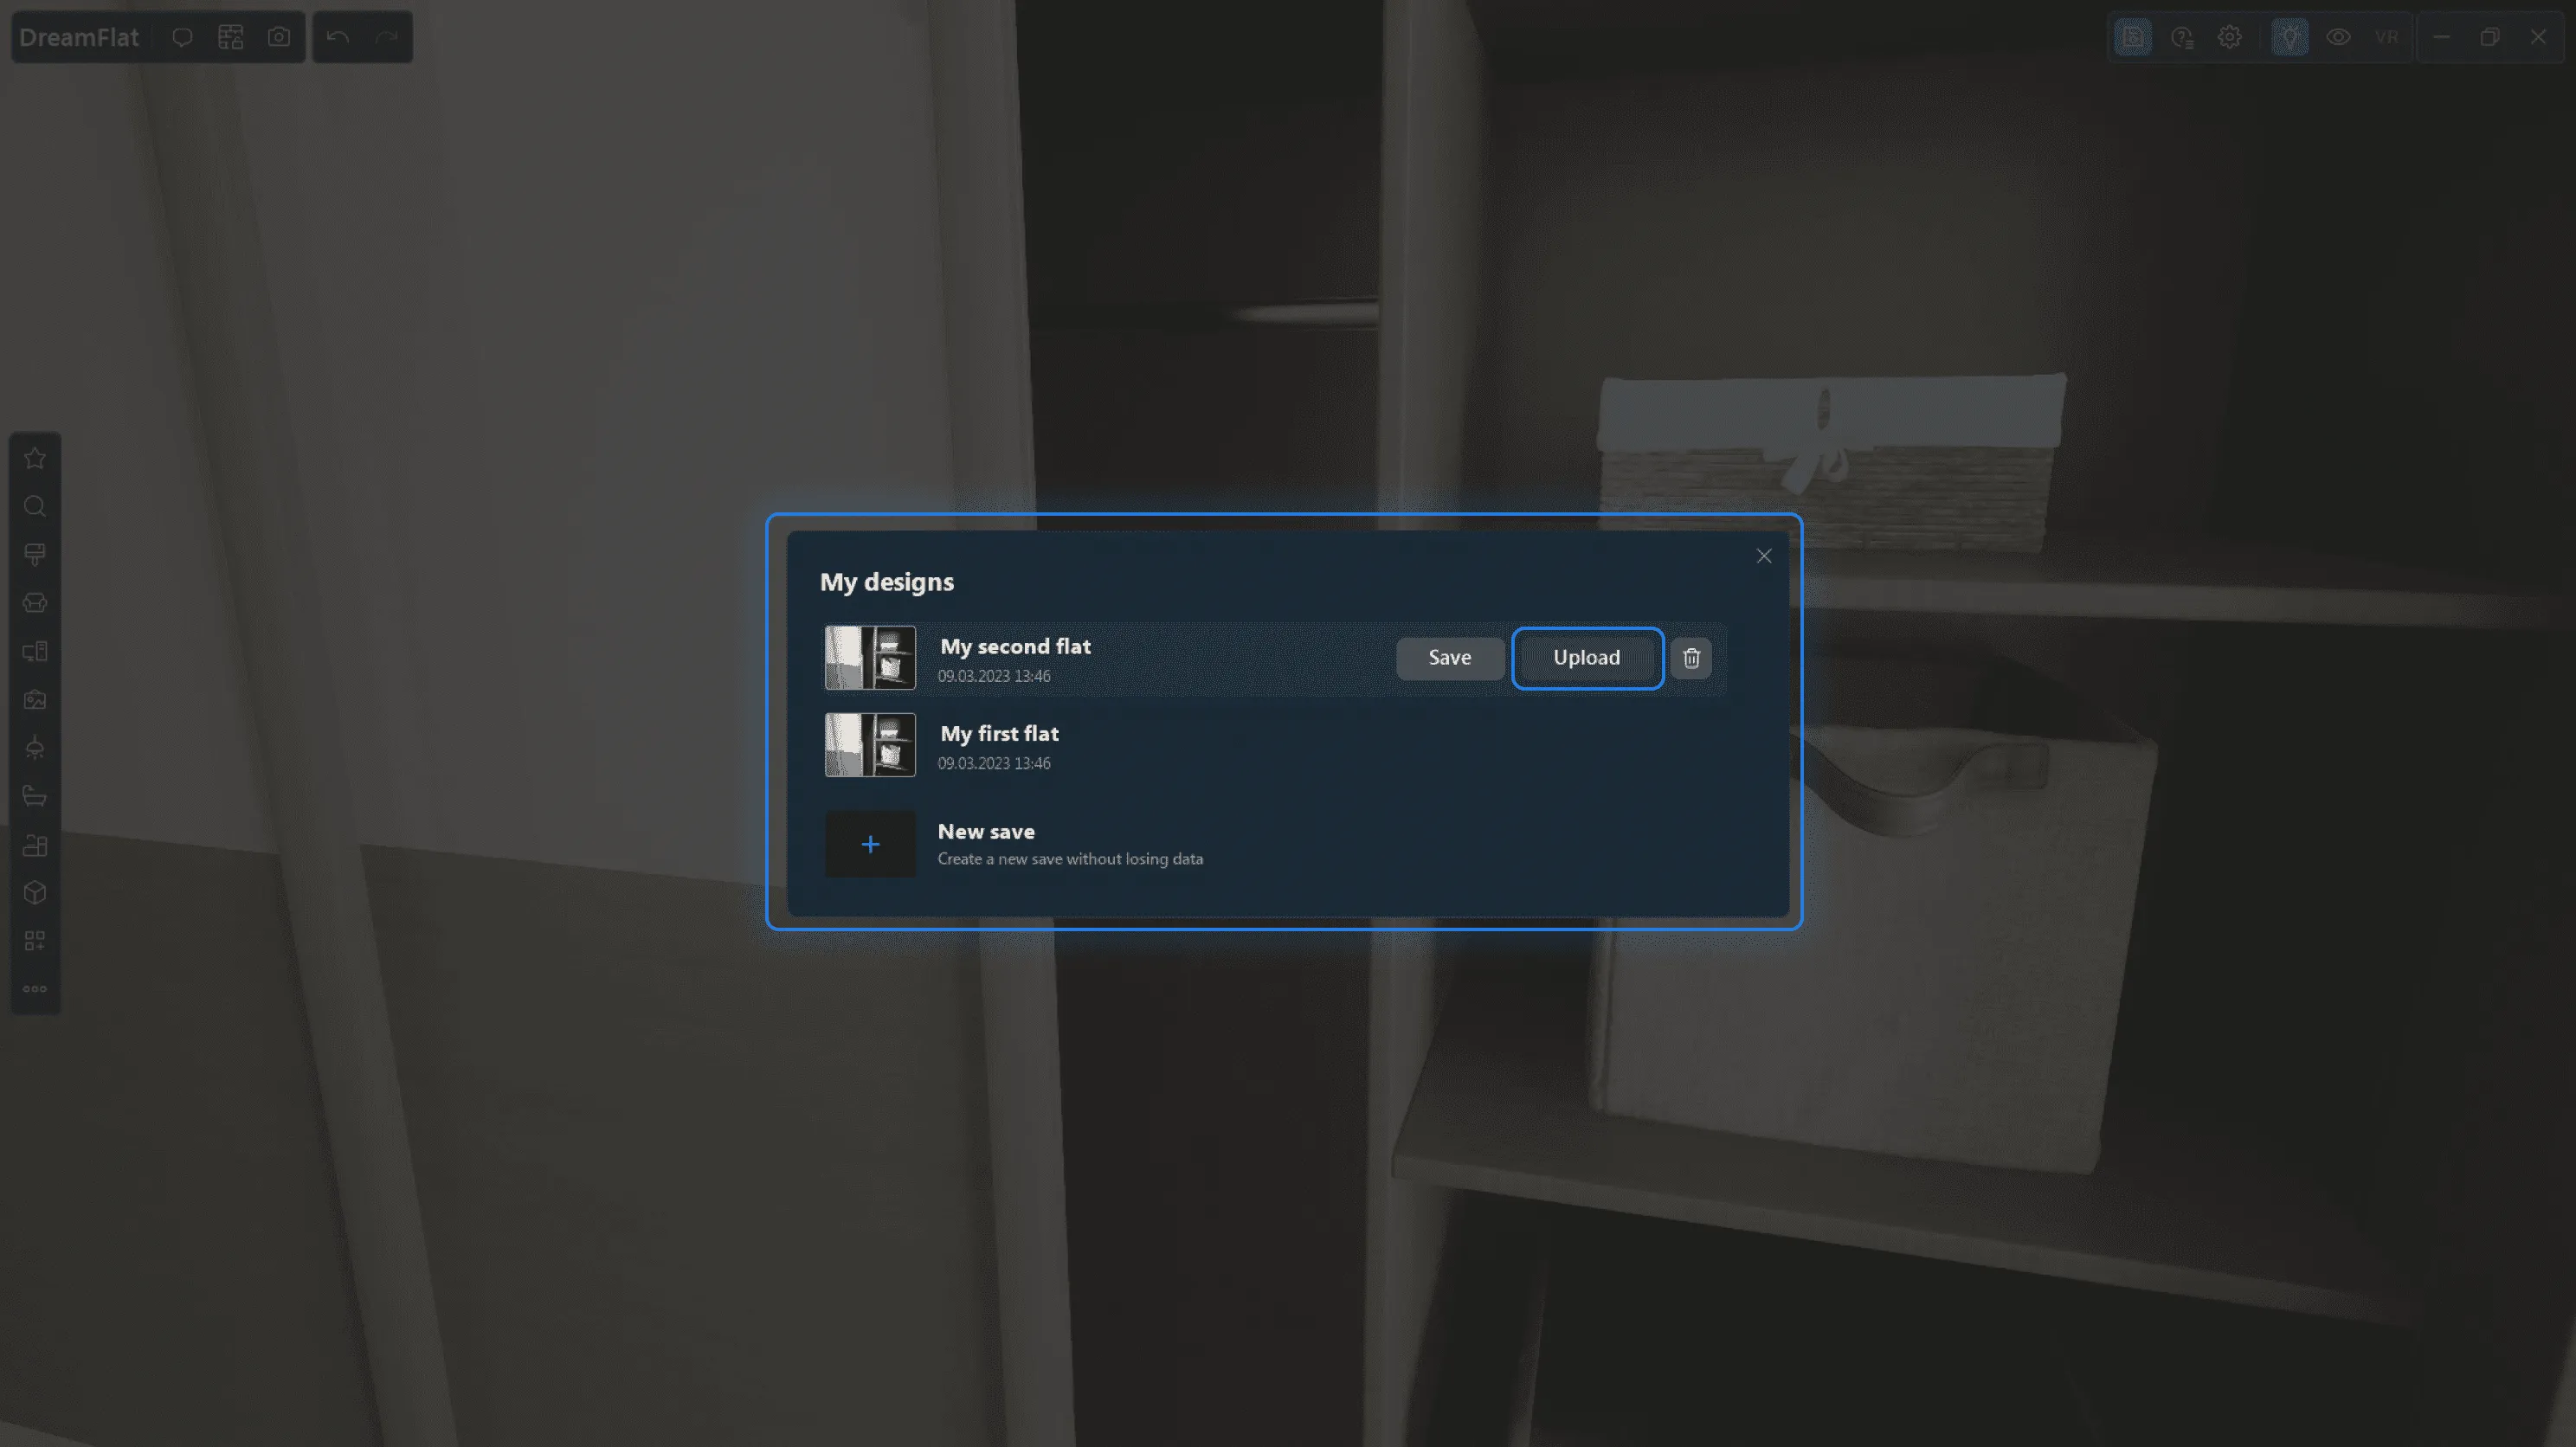 DreamFlat
VR
My designs
My second flat
09.03.2023 13:46
Save
Upload
My first flat
09.03.2023 13:46
New save
Create a new save without losing data